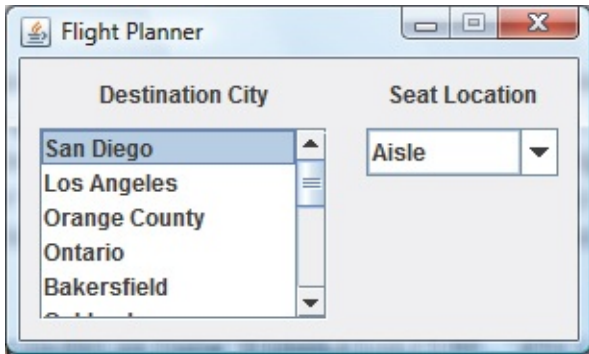 Flight Planner
Destination City
Seat Location
San Diego
Aisle
Los Angeles
Orange County
Ontario
Bakersfield